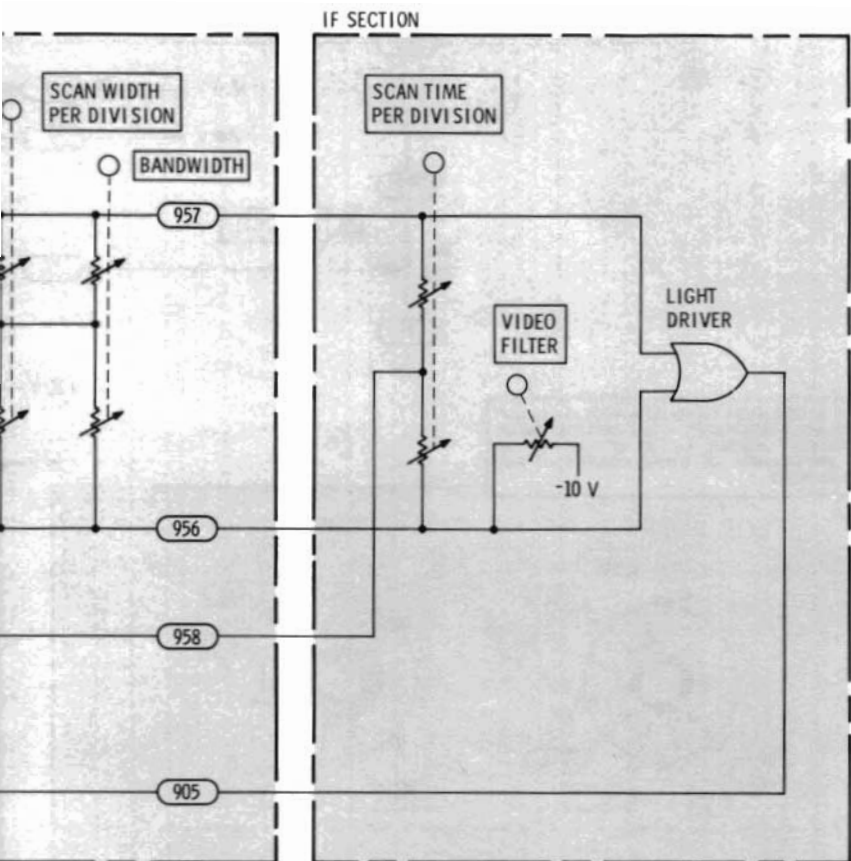 IF SECTION
SCAN WIDTH
PER DIVISION
BANDWIDTH
SCAN TIME
PER DIVISION
957
LIGHT
DRIVER
VIDEO
FILTER
-10 V
956
958
905